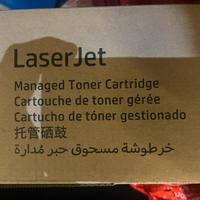 LaserJet
Managed Toner Cartridge
Cartouche de toner gérée
Cartucho de tóner gestionado
托管硒鼓
خرطوشة مسحوق حبر مُدارة